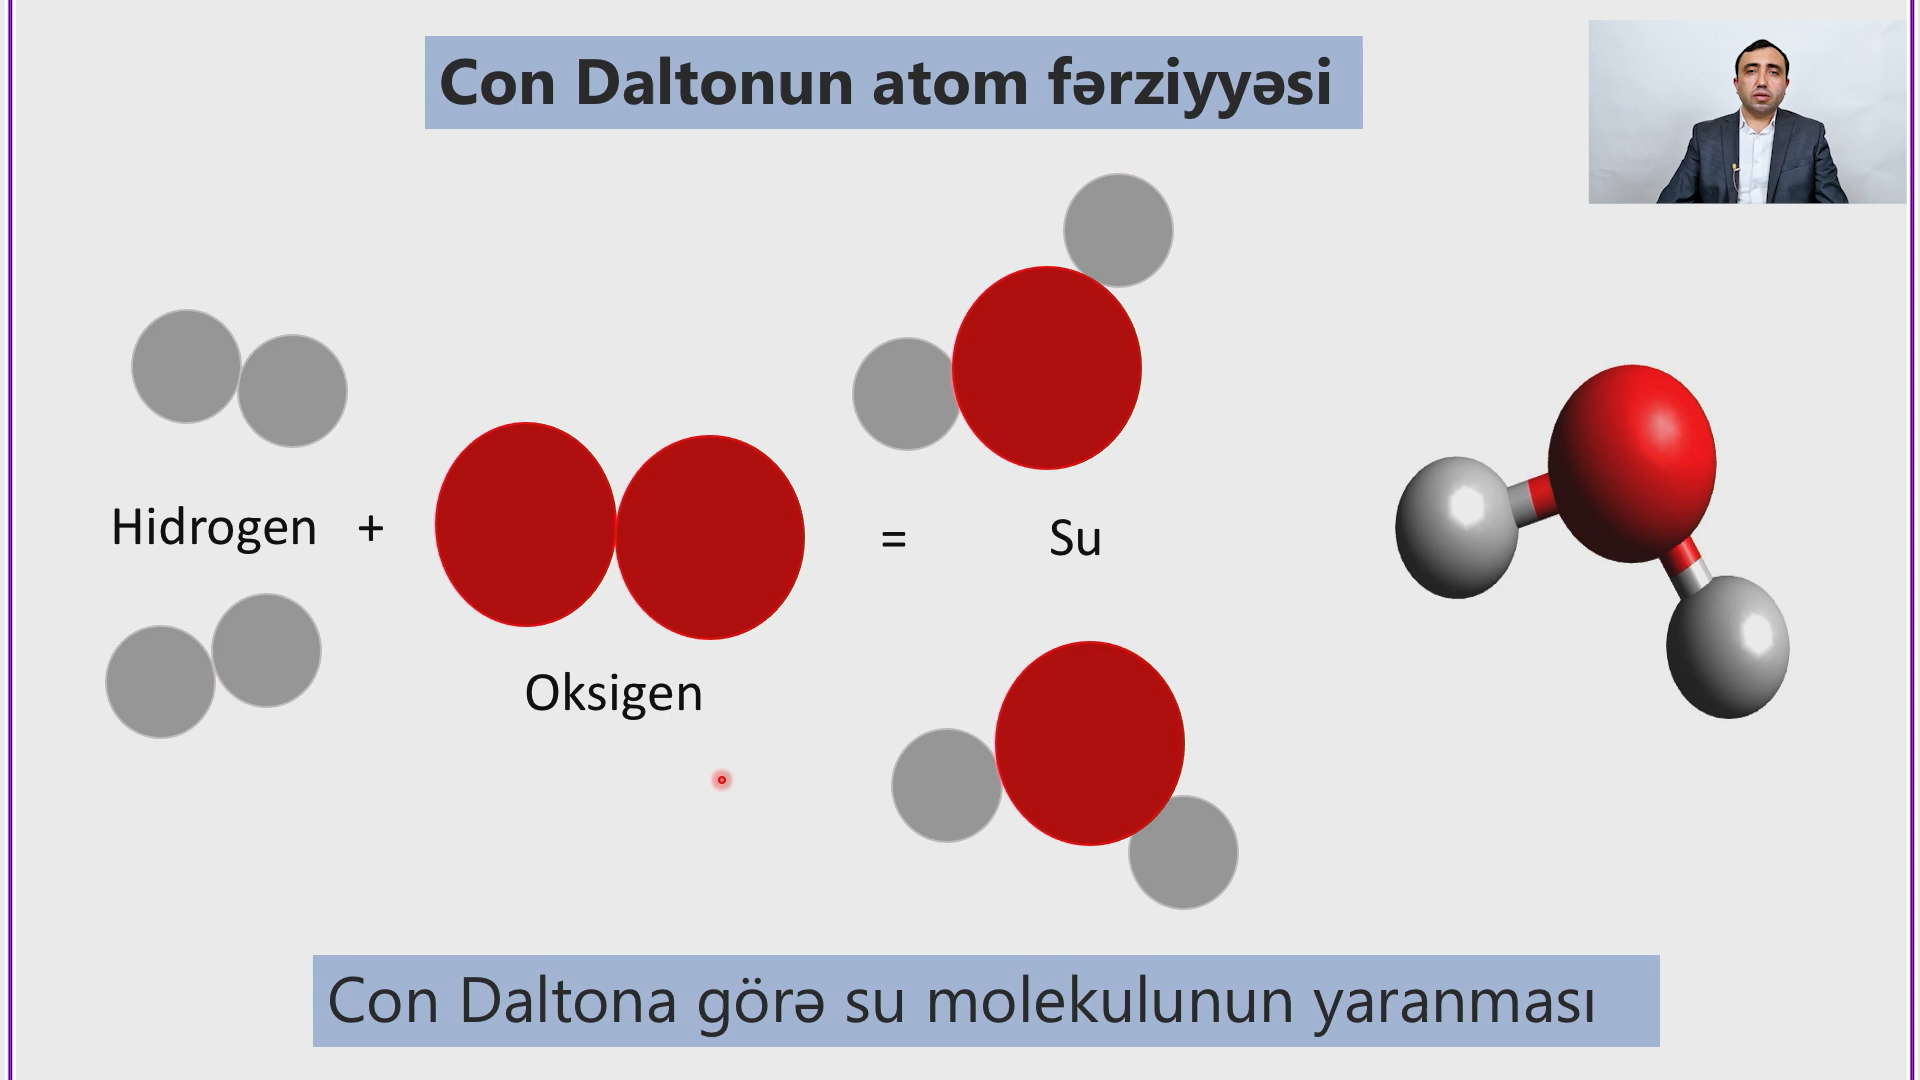 Con Daltonun atom fərziyyəsi
Hidrogen +
= Su
Oksigen
Con Daltona görə su molekulunun yaranması